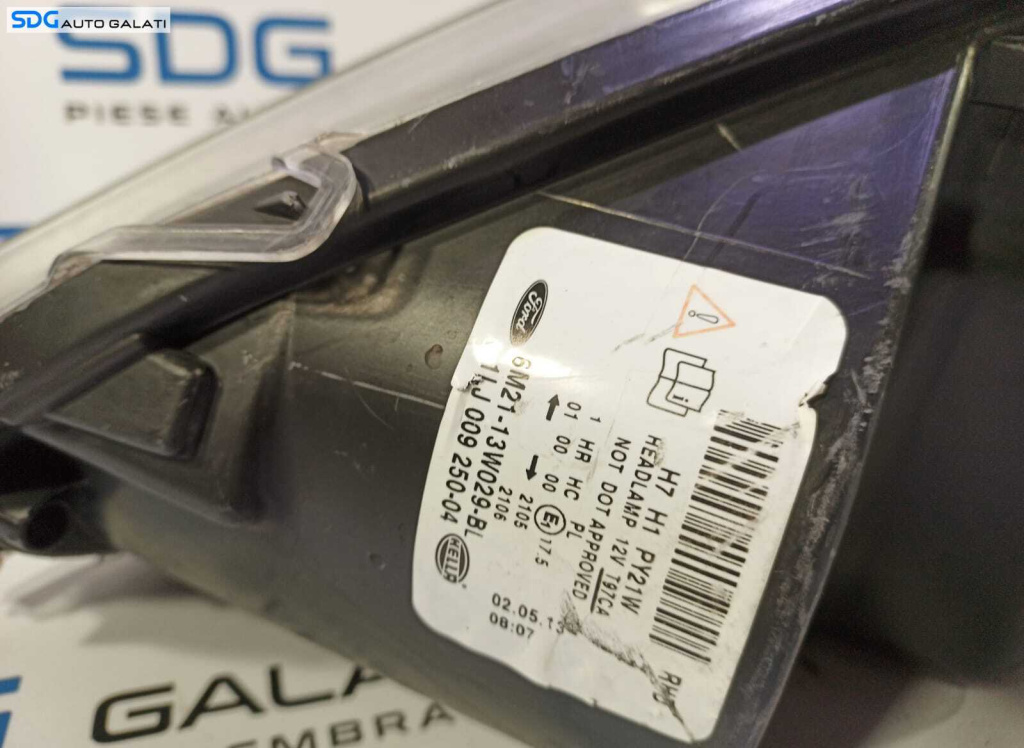 SDG AUTO GALATI
SDG
PIESE
Ford
6M21-13W029-BL
1LJ 009 250-04
HELLA
1 HR HC PL
01 00 00 2105
2106
E1 17.5
NOT DOT APPROVED
HEADLAMP 12V T97CA
H7 H1 PY21W
02.05.13
08:07
GALA